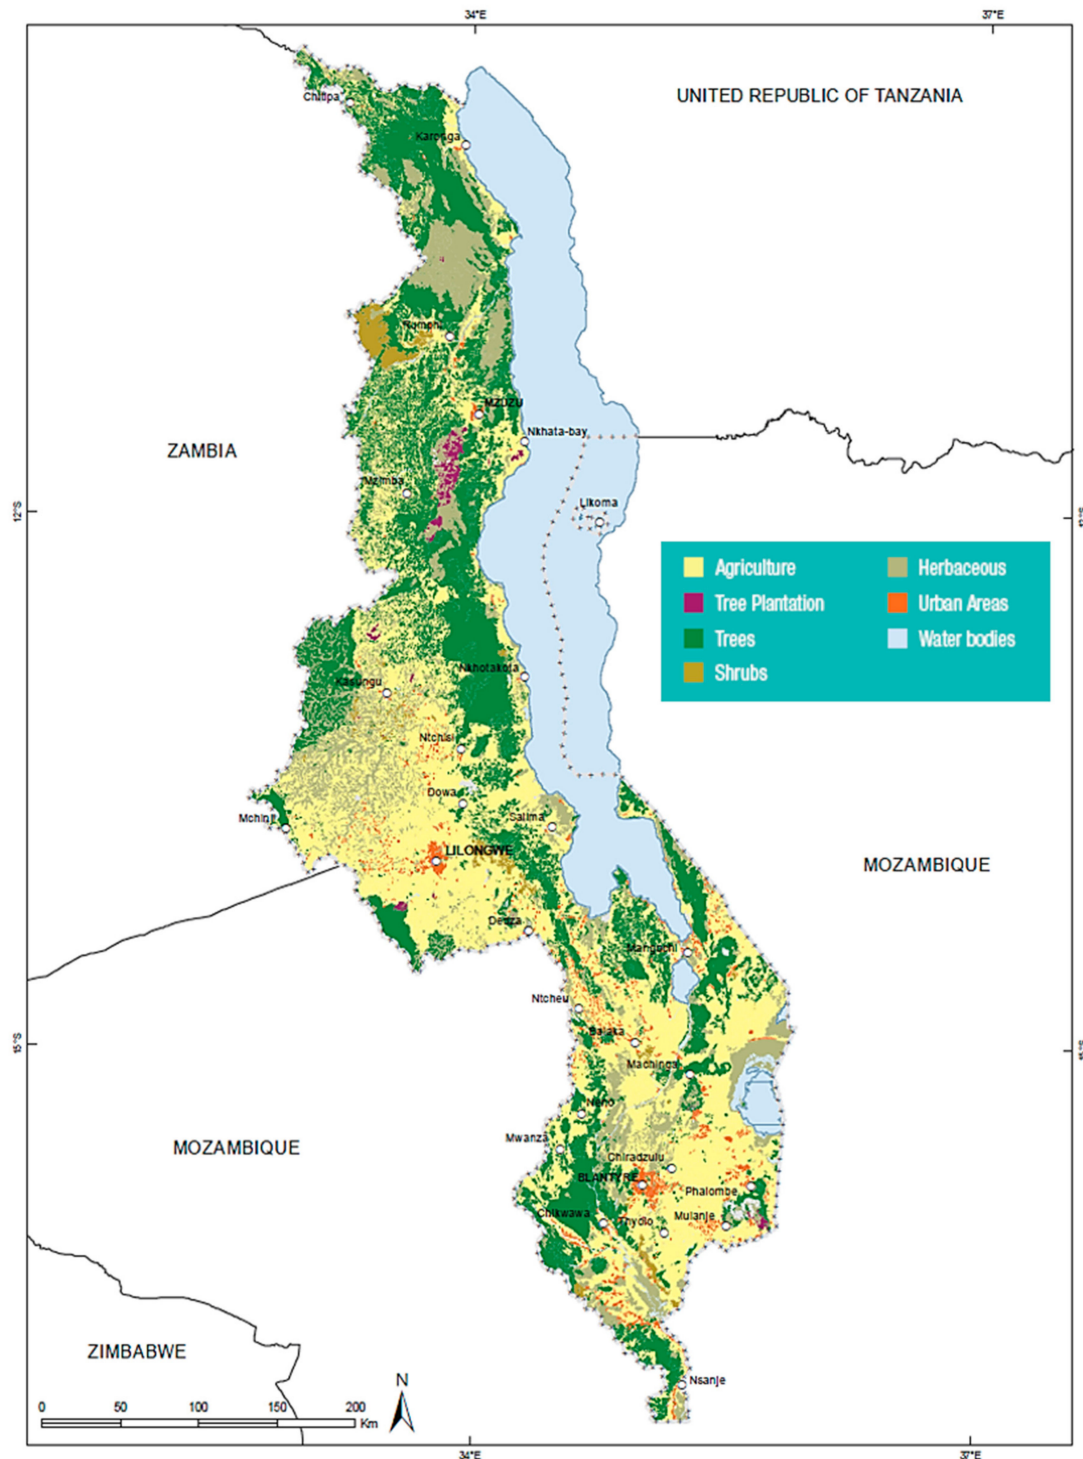 34°E
37°E
UNITED REPUBLIC OF TANZANIA
Chitipa
Karonga
Rumphi
MZUZU
Nkhata-bay
ZAMBIA
Mzimba
Likoma
12°S
12°S
Agriculture
Herbaceous
Tree Plantation
Urban Areas
Trees
Water bodies
Shrubs
Nkhotakota
Kasungu
Ntchisi
Dowa
Mchinji
Salima
LILONGWE
MOZAMBIQUE
Dedza
Mangochi
Ntcheu
Balaka
15°S
15°S
Machinga
Neno
Mwanza
MOZAMBIQUE
Chiradzulu
BLANTYRE
Phalombe
Chikwawa
Thyolo
Mulanje
ZIMBABWE
Nsanje
N
0
50
100
150
200
Km
34°E
37°E